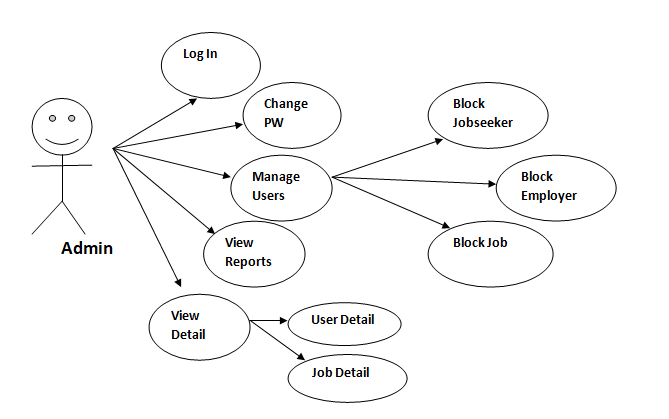 Log In
Change
PW
Block
Jobseeker
Manage
Users
Block
Employer
Admin
View
Reports
Block Job
View
Detail
User Detail
Job Detail